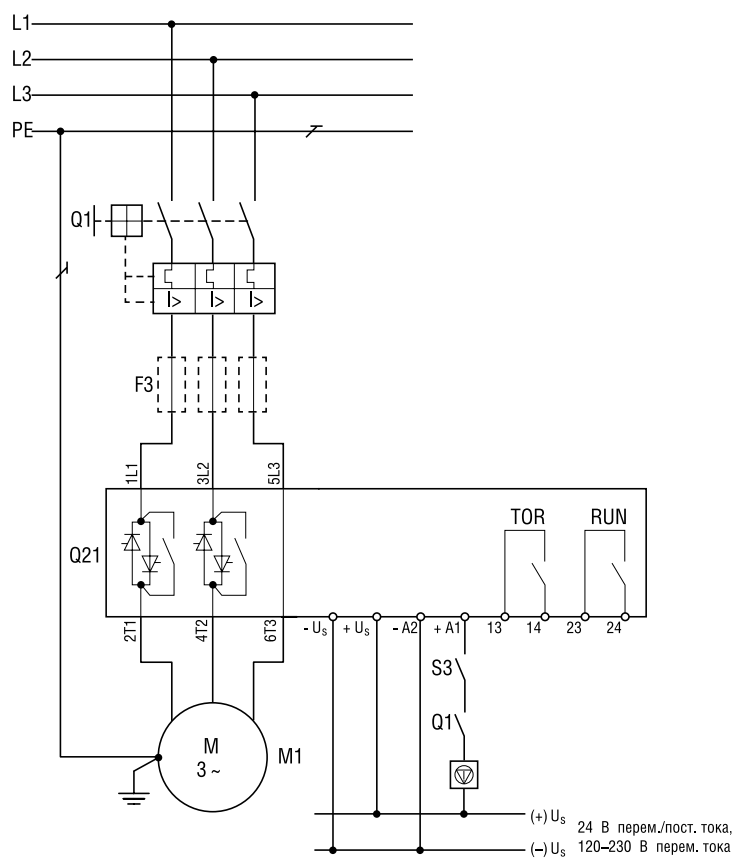 L1
L2
L3
PE
Q1
I> I> I>
F3
1L1 3L2 5L3
TOR RUN
Q21
2T1 4T2 6T3
- Us + Us - A2 + A1 13 14 23 24
S3
Q1
M
3 ~
M1
(+) Us
24 В перем./пост. тока,
(–) Us 120–230 В перем. тока